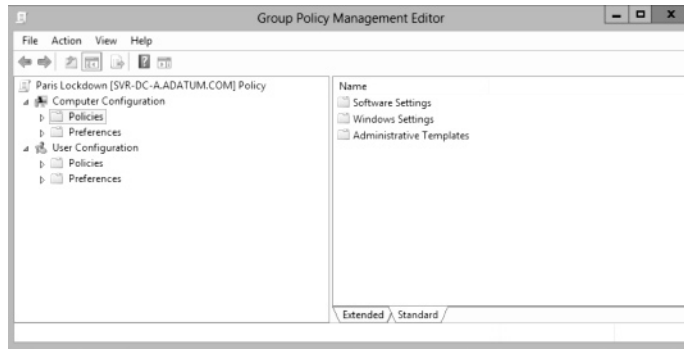 Group Policy Management Editor
File Action View Help
Paris Lockdown [SVR-DC-A.ADATUM.COM] Policy
Computer Configuration
Policies
Preferences
User Configuration
Policies
Preferences
Name
Software Settings
Windows Settings
Administrative Templates
Extended Standard